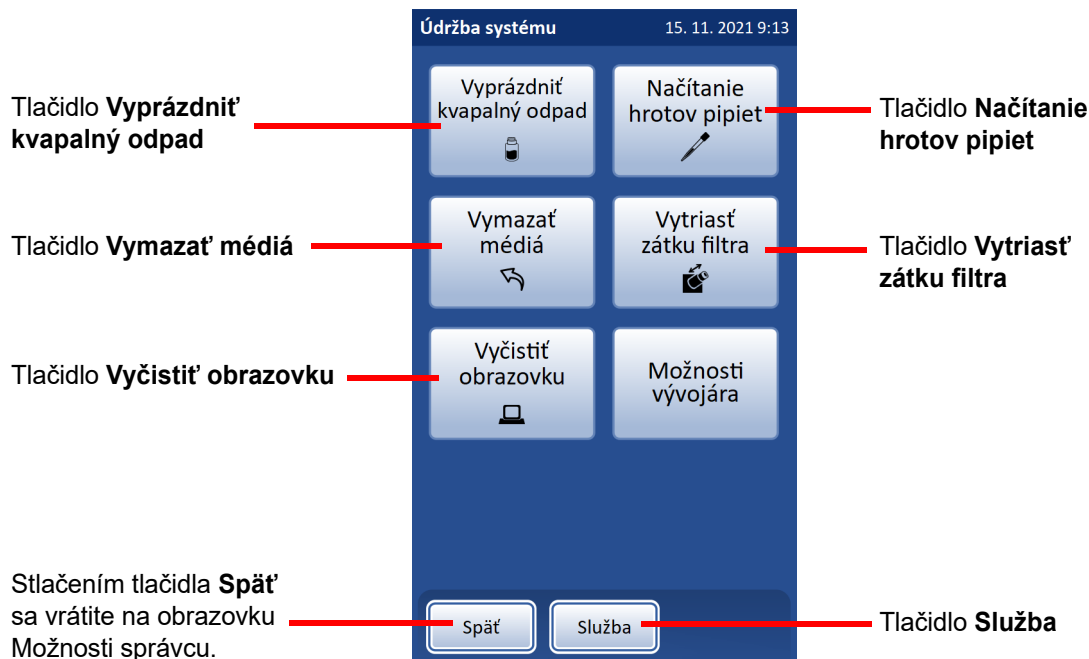 Údržba systému
15. 11. 2021 9:13
Tlačidlo Vyprázdniť
kvapalný odpad
Vyprázdniť
kvapalný odpad
Načítanie
hrotov pipiet
Tlačidlo Načítanie
hrotov pipiet
Tlačidlo Vymazať médiá
Vymazať
médiá
Vytriasť
zátku filtra
Tlačidlo Vytriasť
zátku filtra
Tlačidlo Vyčistiť obrazovku
Vyčistiť
obrazovku
Možnosti
vývojára
Stlačením tlačidla Späť
sa vrátite na obrazovku
Možnosti správcu.
Späť
Služba
Tlačidlo Služba